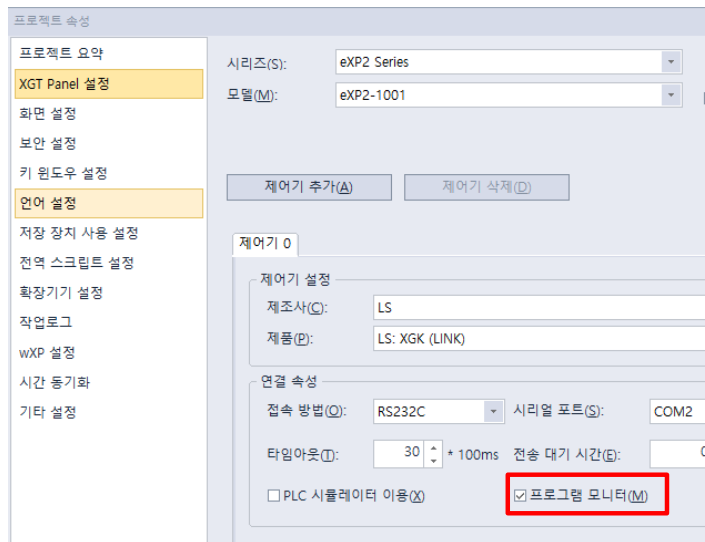 프로젝트 속성
프로젝트 요약
XGT Panel 설정
화면 설정
보안 설정
키 윈도우 설정
언어 설정
저장 장치 사용 설정
전역 스크립트 설정
확장기기 설정
작업로그
wXP 설정
시간 동기화
기타 설정
시리즈(S): eXP2 Series
모델(M): eXP2-1001
제어기 추가(A) 제어기 삭제(D)
제어기 0
제어기 설정
제조사(C): LS
제품(P): LS: XGK (LINK)
연결 속성
접속 방법(O): RS232C 시리얼 포트(S): COM2
타임아웃(T): 30 * 100ms 전송 대기 시간(E): 0
PLC 시뮬레이터 이용(X) 프로그램 모니터(M)